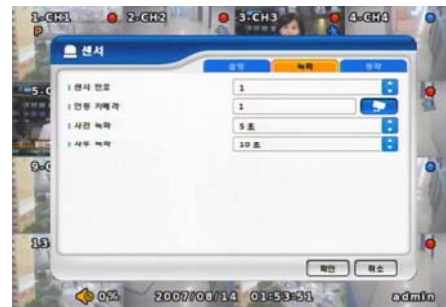 1-CH1 2-CH2 3-CH3 4-CH4
P
센서
설정 녹화 동작
센서 번호 1
연동 카메라 1
사전 녹화 5 초
사후 녹화 10 초
확인 취소
0% 2007/08/14 01:53:51 admin